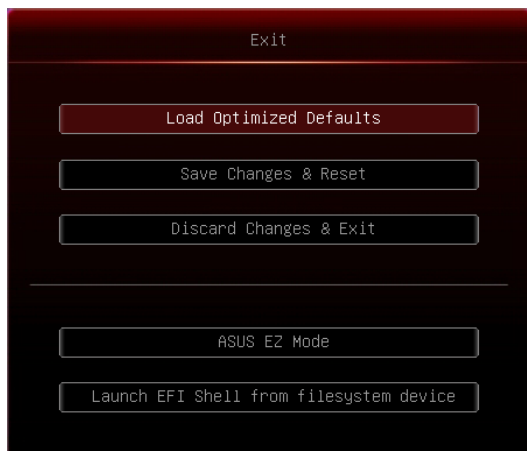 Exit
Load Optimized Defaults
Save Changes & Reset
Discard Changes & Exit
ASUS EZ Mode
Launch EFI Shell from filesystem device